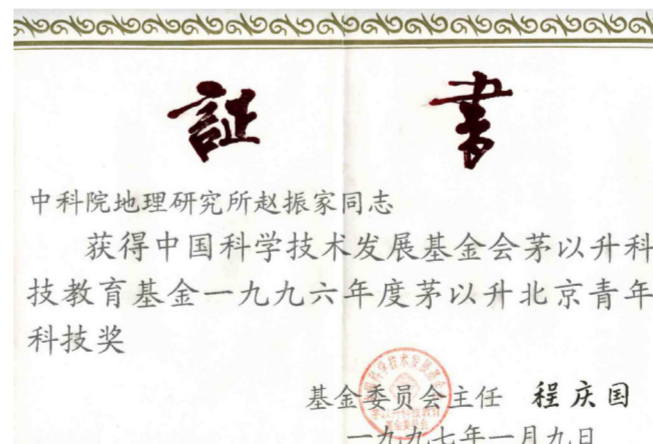 証 書
中科院地理研究所赵振家同志
获得中国科学技术发展基金会茅以升科
技教育基金一九九六年度茅以升北京青年
科技奖
基金委员会主任 程庆国
一九九七年一月九日